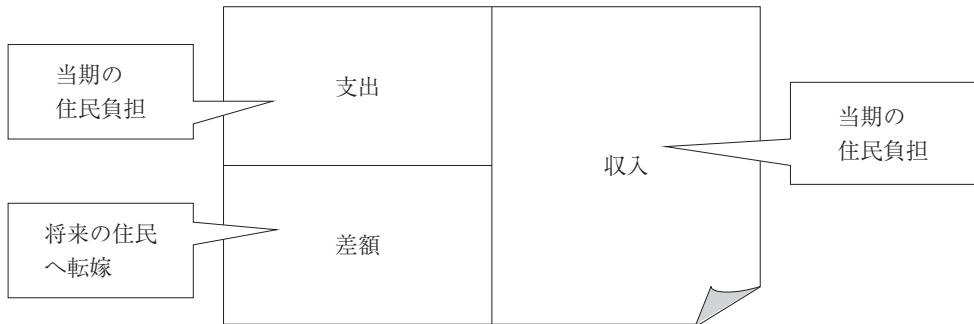 当期の
住民負担
支出
将来の住民
へ転嫁
差額
収入
当期の
住民負担